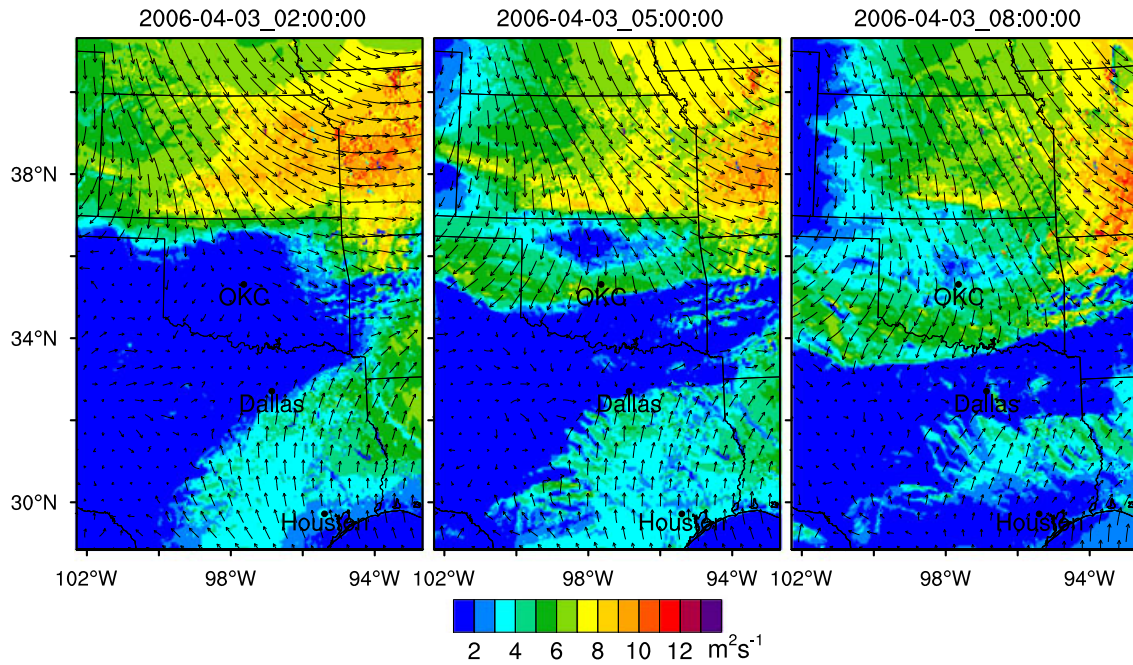 2006-04-03_02:00:00 2006-04-03_05:00:00 2006-04-03_08:00:00
38°N
OKC OKC OKC
34°N
Dallas Dallas Dallas
30°N
Houston Houston Houston
102°W 98°W 94°W 102°W 98°W 94°W 102°W 98°W 94°W
2 4 6 8 10 12 m²s⁻¹